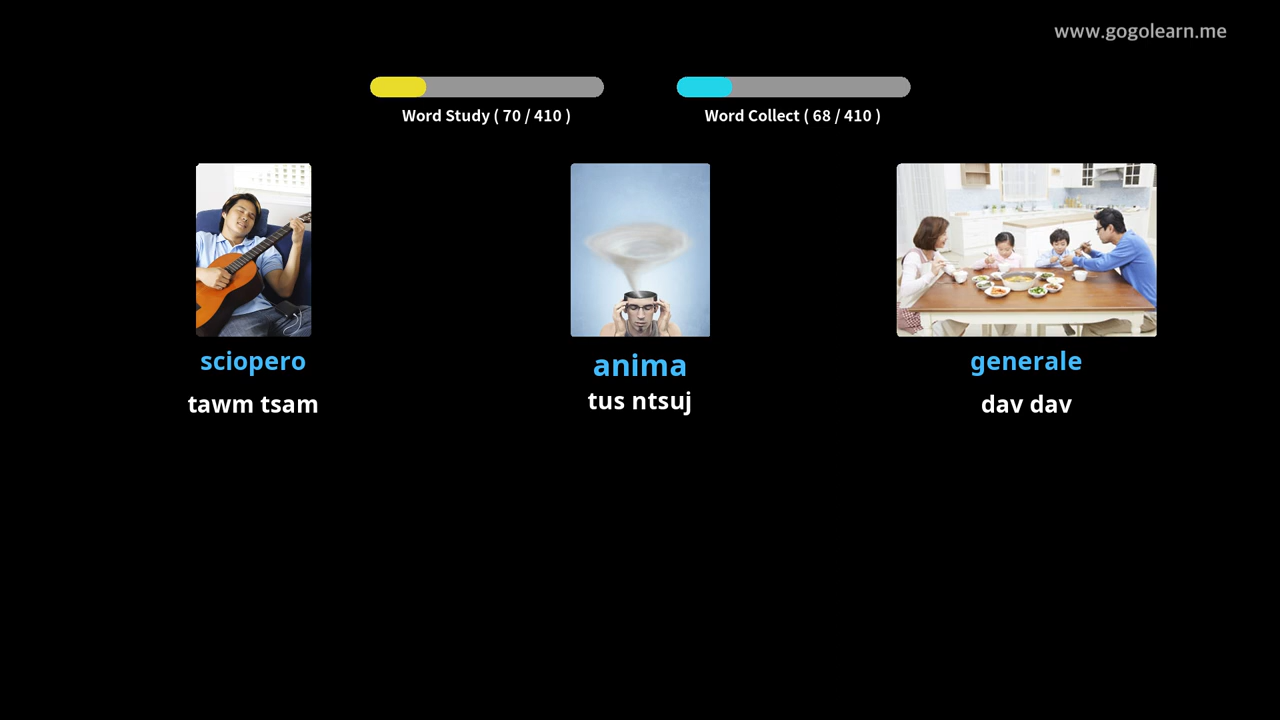 www.gogolearn.me
Word Study ( 70 / 410 )
Word Collect ( 68 / 410 )
sciopero
anima
generale
tawm tsam
tus ntsuj
dav dav